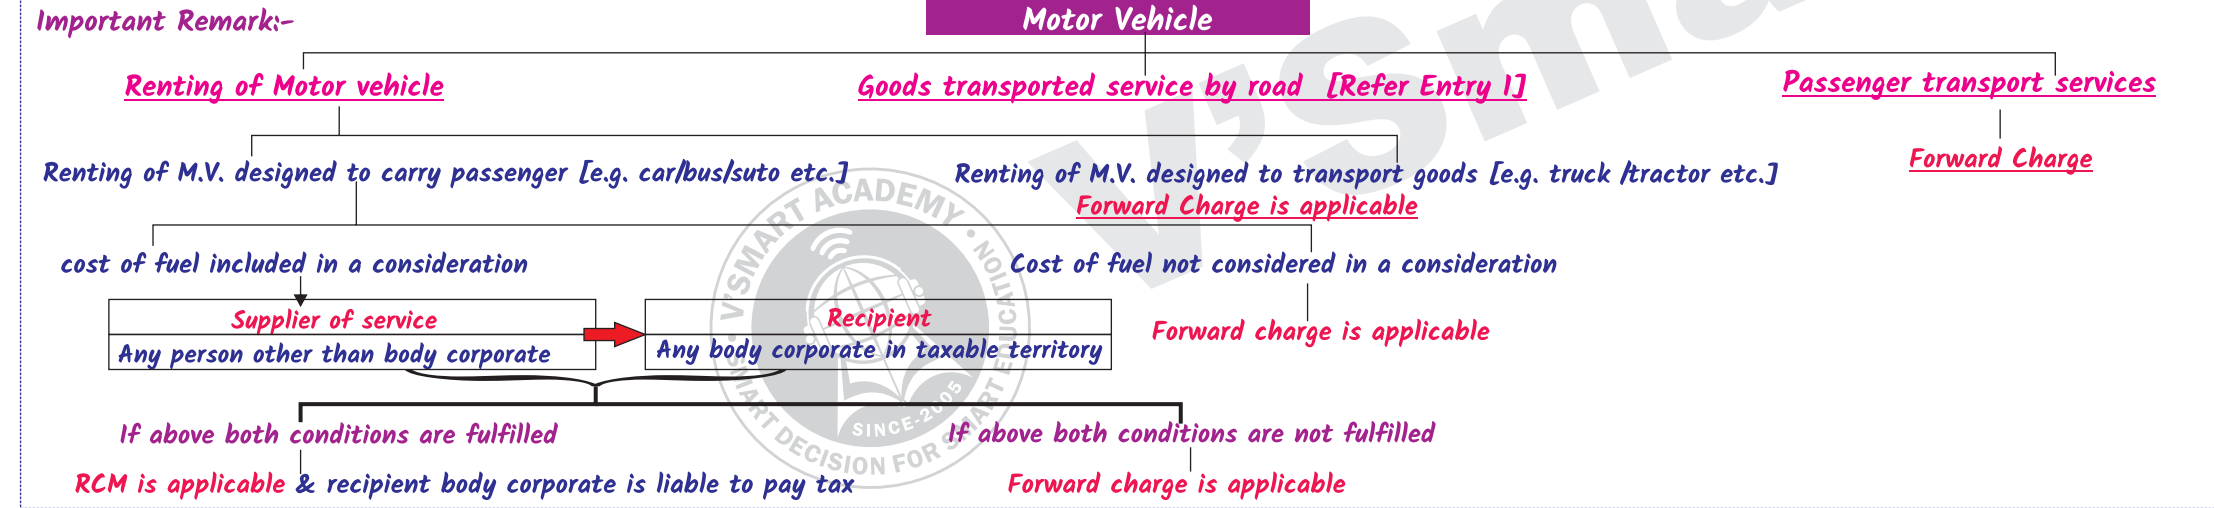 Important Remark:-
Motor Vehicle
Renting of Motor vehicle
Goods transported service by road [Refer Entry 1]
Passenger transport services
Forward Charge
Renting of M.V. designed to carry passenger [e.g. car/bus/suto etc.]
Renting of M.V. designed to transport goods [e.g. truck /tractor etc.]
Forward Charge is applicable
cost of fuel included in a consideration
Cost of fuel not considered in a consideration
Supplier of service
Recipient
Forward charge is applicable
Any person other than body corporate
Any body corporate in taxable territory
If above both conditions are fulfilled
If above both conditions are not fulfilled
RCM is applicable & recipient body corporate is liable to pay tax
Forward charge is applicable
V'SMART ACADEMY
SMART DECISION FOR SMART EDUCATION
SINCE-2005
V'Sma